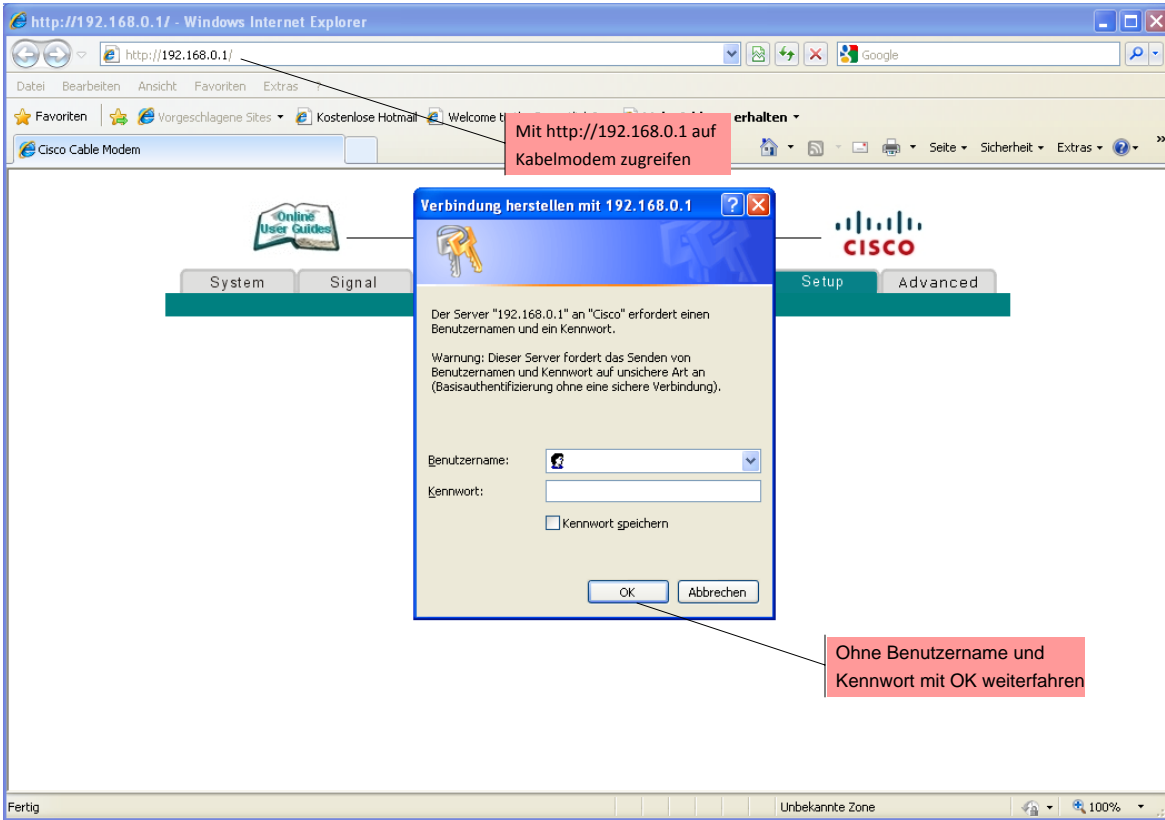 http://192.168.0.1/ - Windows Internet Explorer
http://192.168.0.1/
Google
Datei Bearbeiten Ansicht Favoriten Extras ?
Favoriten Vorgeschlagene Sites Kostenlose Hotmail Welcome erhalten
Mit http://192.168.0.1 auf
Kabelmodem zugreifen
Cisco Cable Modem
Seite Sicherheit Extras
Online
User Guides
CISCO
System Signal Setup Advanced
Verbindung herstellen mit 192.168.0.1
Der Server "192.168.0.1" an "Cisco" erfordert einen
Benutzernamen und ein Kennwort.
Warnung: Dieser Server fordert das Senden von
Benutzernamen und Kennwort auf unsichere Art an
(Basisauthentifizierung ohne eine sichere Verbindung).
Benutzername:
Kennwort:
Kennwort speichern
OK Abbrechen
Ohne Benutzername und
Kennwort mit OK weiterfahren
Fertig
Unbekannte Zone
100%